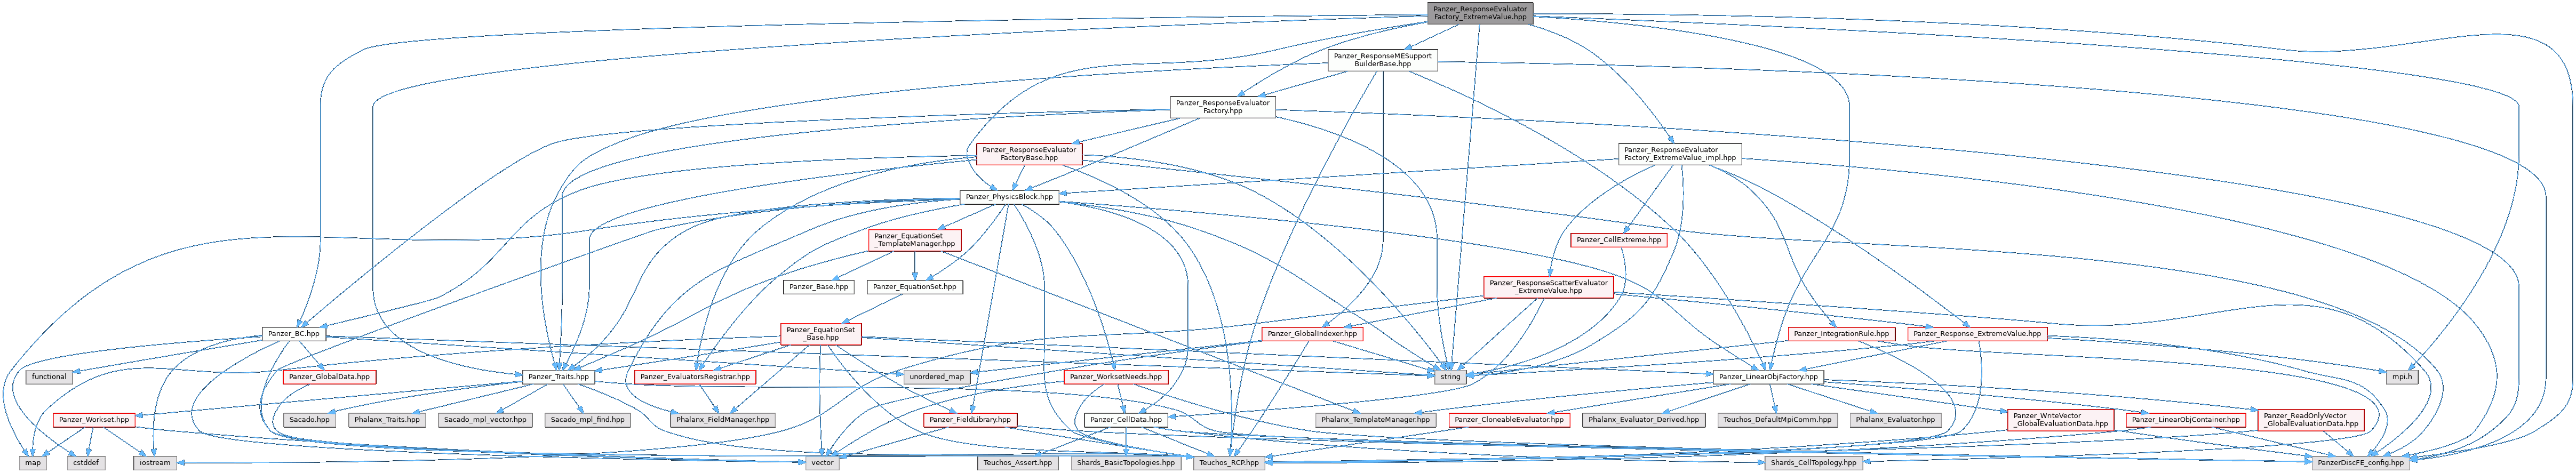 Panzer_ResponseEvaluator
Factory_ExtremeValue.hpp
Panzer_ResponseMESupport
BuilderBase.hpp
Panzer_ResponseEvaluator
Factory.hpp
Panzer_ResponseEvaluator
FactoryBase.hpp
Panzer_ResponseEvaluator
Factory_ExtremeValue_impl.hpp
Panzer_PhysicsBlock.hpp
Panzer_EquationSet
_TemplateManager.hpp
Panzer_CellExtreme.hpp
Panzer_Base.hpp
Panzer_EquationSet.hpp
Panzer_ResponseScatterEvaluator
_ExtremeValue.hpp
Panzer_BC.hpp
Panzer_EquationSet
_Base.hpp
Panzer_GlobalIndexer.hpp
Panzer_IntegrationRule.hpp
Panzer_Response_ExtremeValue.hpp
functional
Panzer_GlobalData.hpp
Panzer_Traits.hpp
Panzer_EvaluatorsRegistrar.hpp
unordered_map
Panzer_WorksetNeeds.hpp
string
Panzer_LinearObjFactory.hpp
mpi.h
Panzer_Workset.hpp
Sacado.hpp
Phalanx_Traits.hpp
Sacado_mpl_vector.hpp
Sacado_mpl_find.hpp
Phalanx_FieldManager.hpp
Panzer_FieldLibrary.hpp
Panzer_CellData.hpp
Phalanx_TemplateManager.hpp
Panzer_CloneableEvaluator.hpp
Phalanx_Evaluator_Derived.hpp
Teuchos_DefaultMpiComm.hpp
Phalanx_Evaluator.hpp
Panzer_WriteVector
_GlobalEvaluationData.hpp
Panzer_LinearObjContainer.hpp
Panzer_ReadOnlyVector
_GlobalEvaluationData.hpp
map
cstddef
iostream
vector
Teuchos_Assert.hpp
Shards_BasicTopologies.hpp
Teuchos_RCP.hpp
Shards_CellTopology.hpp
PanzerDiscFE_config.hpp